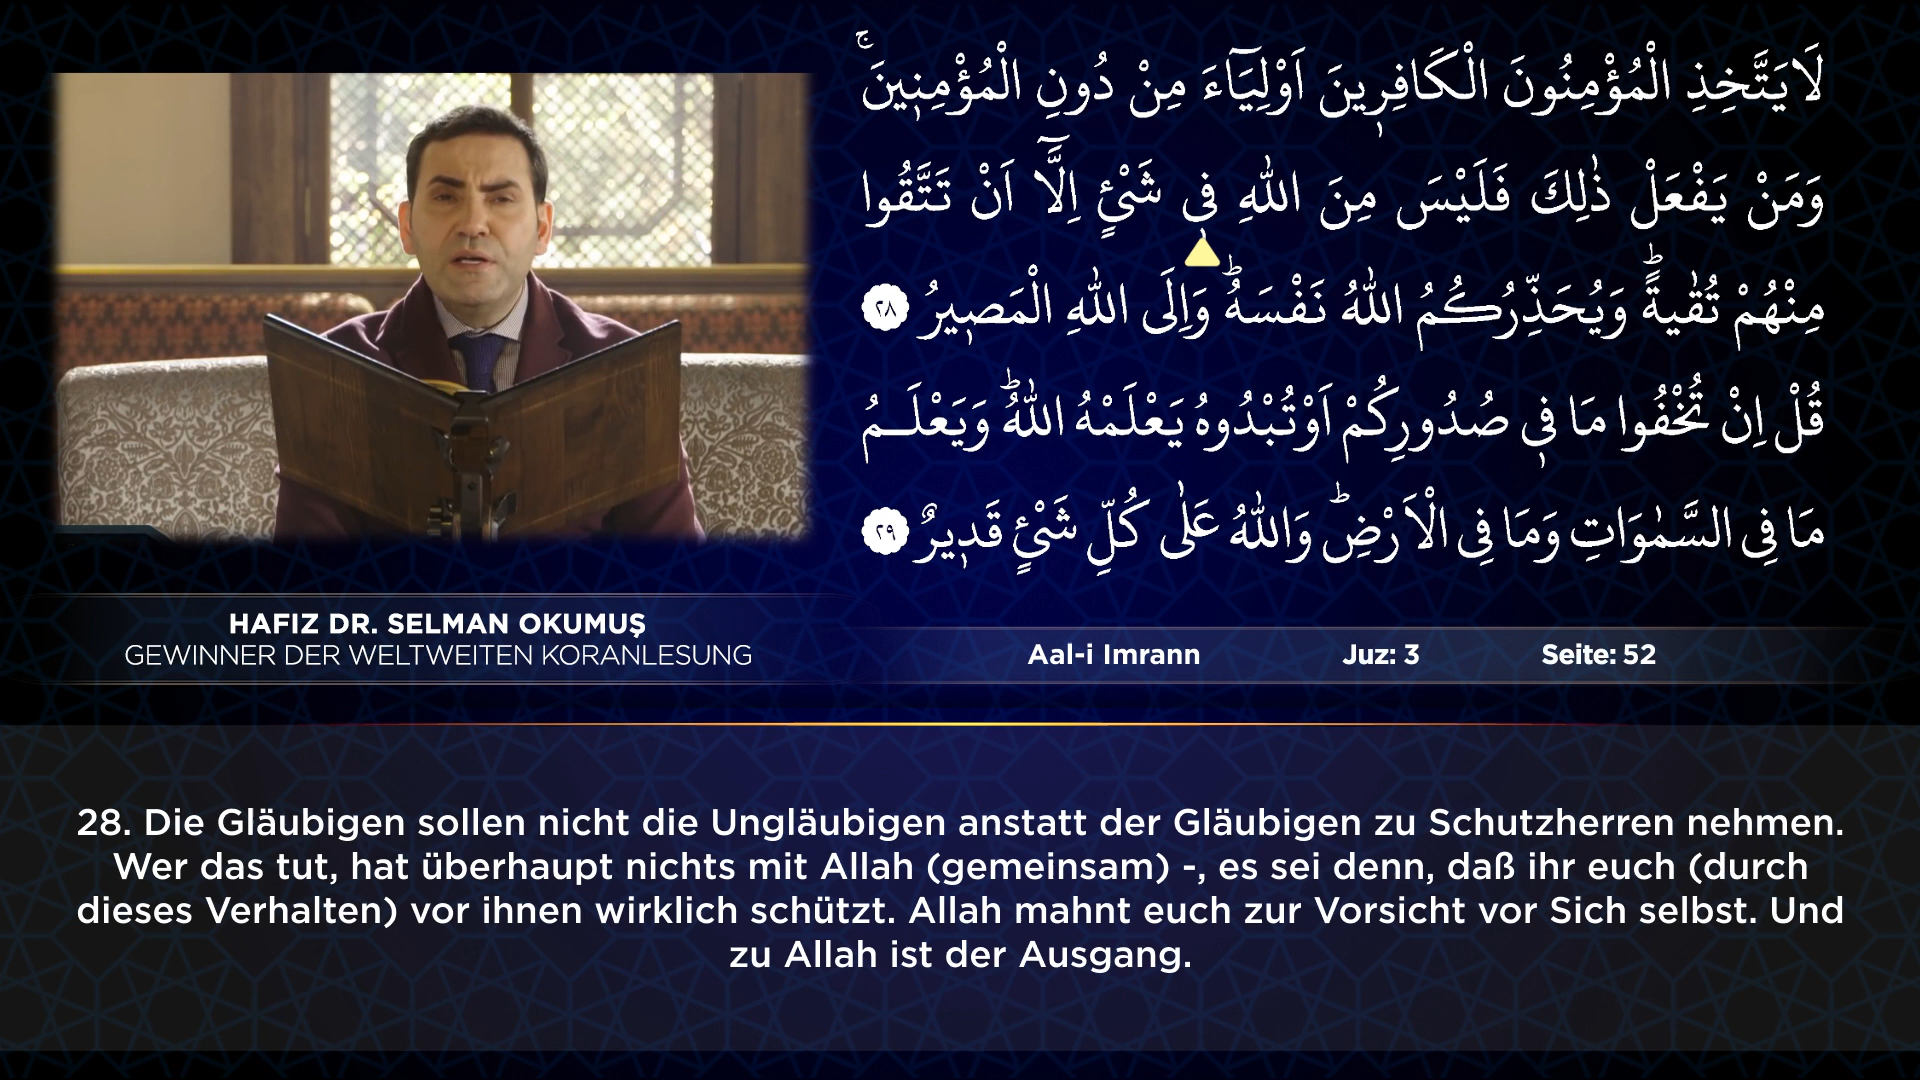 لَا يَتَّخِذِ الْمُؤْمِنُونَ الْكَافِرِينَ اَوْلِيَٓاءَ مِنْ دُونِ الْمُؤْمِنِينَۚ
وَمَنْ يَفْعَلْ ذٰلِكَ فَلَيْسَ مِنَ اللّٰهِ فِي شَيْءٍ اِلَّٓا اَنْ تَتَّقُوا
مِنْهُمْ تُقٰيةًۜ وَيُحَذِّرُكُمُ اللّٰهُ نَفْسَهُۜ وَاِلَى اللّٰهِ الْمَصِيرُ ﴿٢٨﴾
قُلْ اِنْ تُخْفُوا مَا فِي صُدُورِكُمْ اَوْ تُبْدُوهُ يَعْلَمْهُ اللّٰهُۜ وَيَعْلَمُ
مَا فِي السَّمٰوَاتِ وَمَا فِي الْاَرْضِۜ وَاللّٰهُ عَلٰى كُلِّ شَيْءٍ قَدِيرٌ ﴿٢٩﴾
HAFIZ DR. SELMAN OKUMUŞ
GEWINNER DER WELTWEITEN KORANLESUNG
Aal-i Imrann Juz: 3 Seite: 52
28. Die Gläubigen sollen nicht die Ungläubigen anstatt der Gläubigen zu Schutzherren nehmen.
Wer das tut, hat überhaupt nichts mit Allah (gemeinsam) -, es sei denn, daß ihr euch (durch
dieses Verhalten) vor ihnen wirklich schützt. Allah mahnt euch zur Vorsicht vor Sich selbst. Und
zu Allah ist der Ausgang.